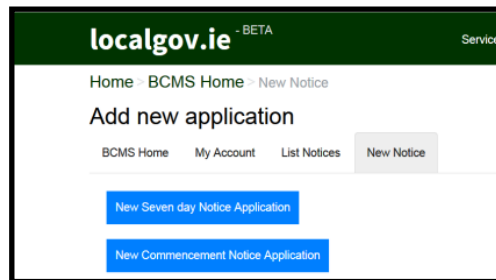 localgov.ie - BETA
Service
Home > BCMS Home > New Notice
Add new application
BCMS Home My Account List Notices New Notice
New Seven day Notice Application
New Commencement Notice Application